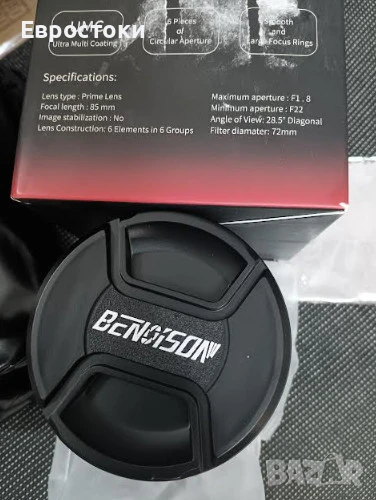 Евростоки
UMC
Ultra Multi Coating
6 Pieces
of
Circular Aperture
Smooth
and
Large Focus Rings
Specifications:
Lens type : Prime Lens
Focal length : 85 mm
Image stabilization : No
Lens Construction: 6 Elements in 6 Groups
Maximum aperture : F1 . 8
Minimum aperture : F22
Angle of View: 28.5° Diagonal
Filter diamater: 72mm
BENOISON
BAZAR